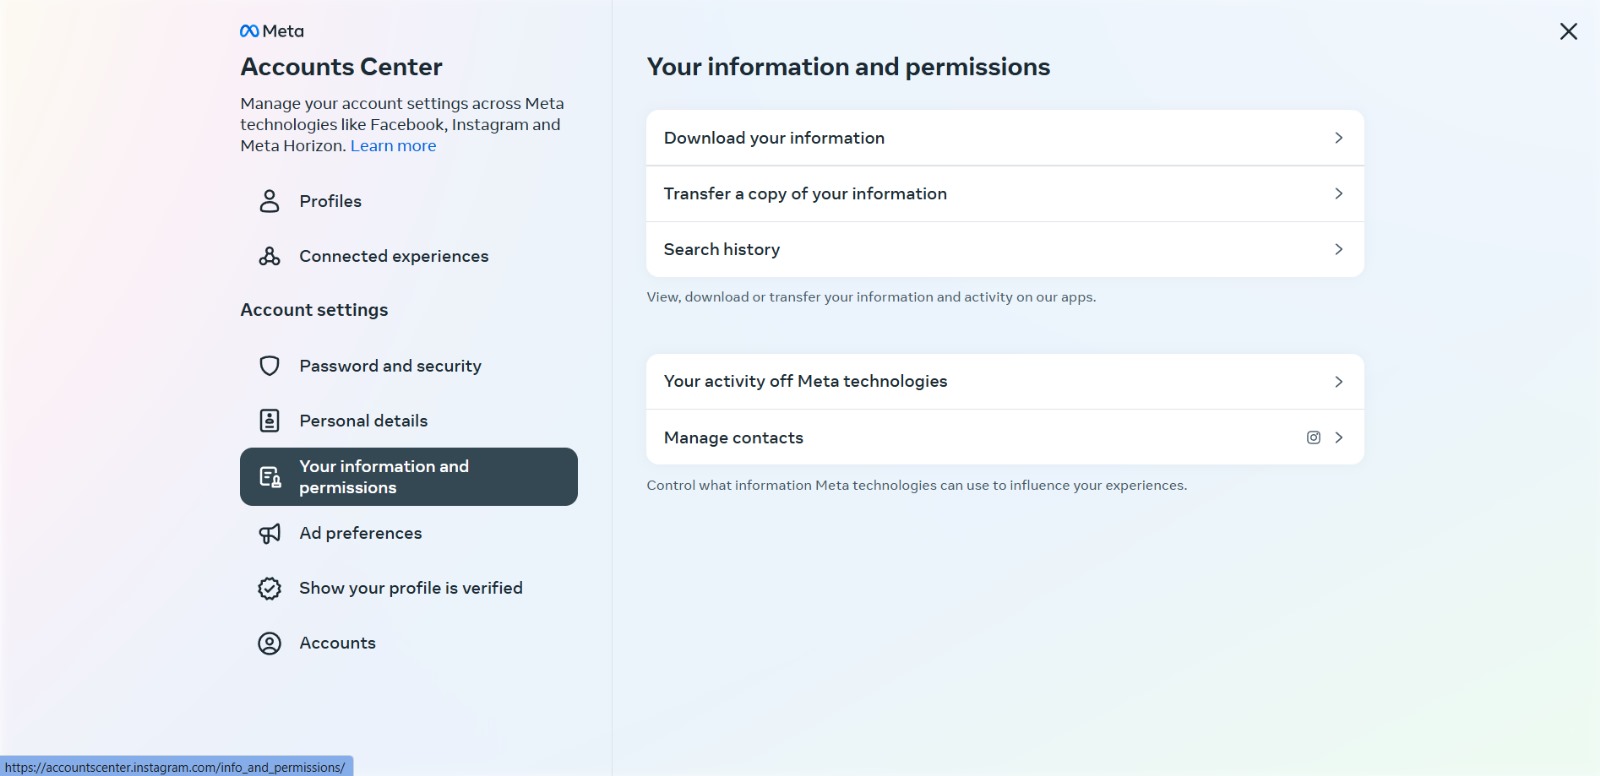 Meta
Accounts Center
Manage your account settings across Meta
technologies like Facebook, Instagram and
Meta Horizon. Learn more
Profiles
Connected experiences
Account settings
Password and security
Personal details
Your information and
permissions
Ad preferences
Show your profile is verified
Accounts
Your information and permissions
Download your information
Transfer a copy of your information
Search history
View, download or transfer your information and activity on our apps.
Your activity off Meta technologies
Manage contacts
Control what information Meta technologies can use to influence your experiences.
https://accountscenter.instagram.com/info_and_permissions/